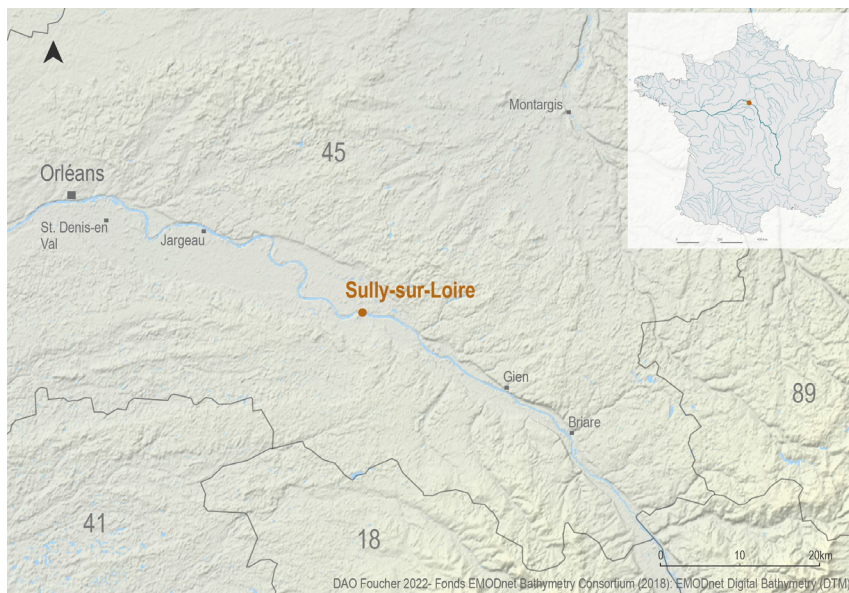 Montargis
45
Orléans
St. Denis-en
Val
Jargeau
Sully-sur-Loire
Gien
89
Briare
41
18
0 10 20km
DAO Foucher 2022- Fonds EMODnet Bathymetry Consortium (2018): EMODnet Digital Bathymetry (DTM)